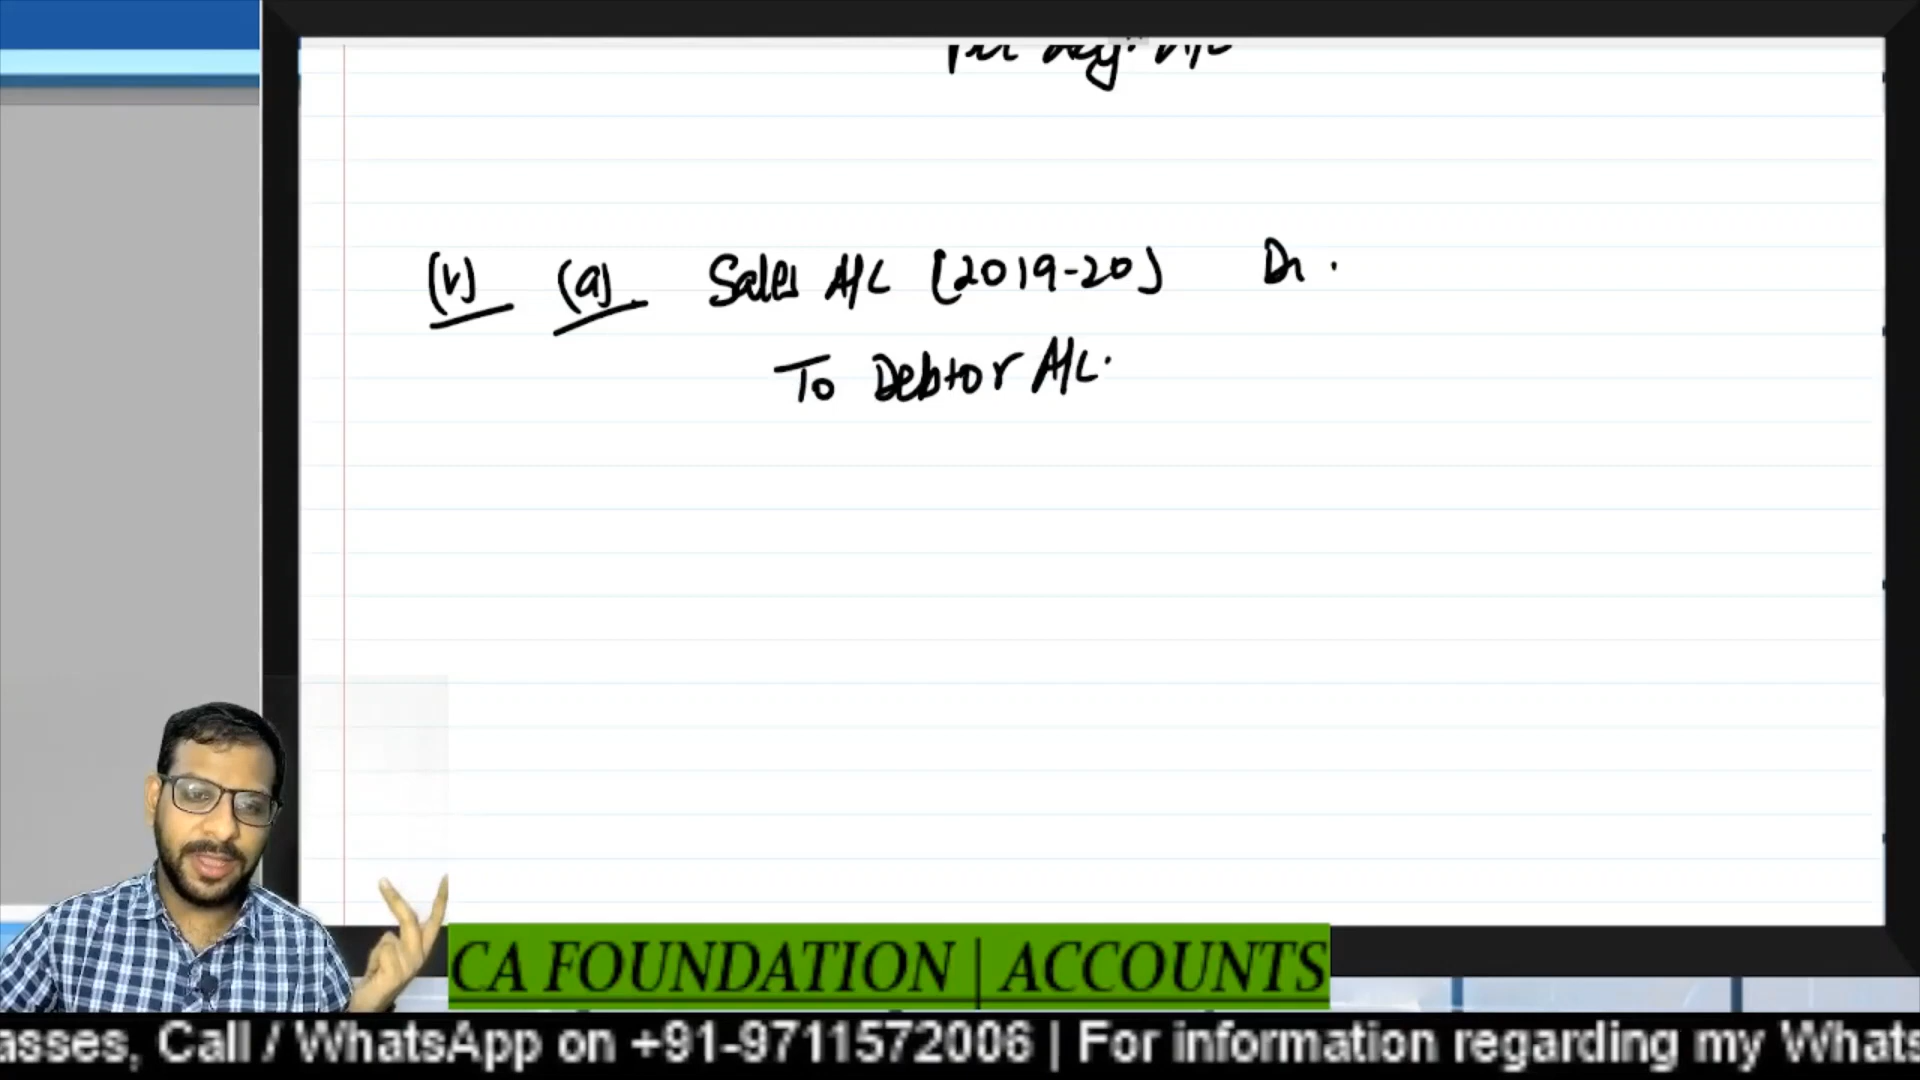 (v) (a) Sales A/C [2019-20] Dr.
To Debtor A/C.
CA FOUNDATION | ACCOUNTS
asses, Call / WhatsApp on +91-9711572006 | For information regarding my Whats